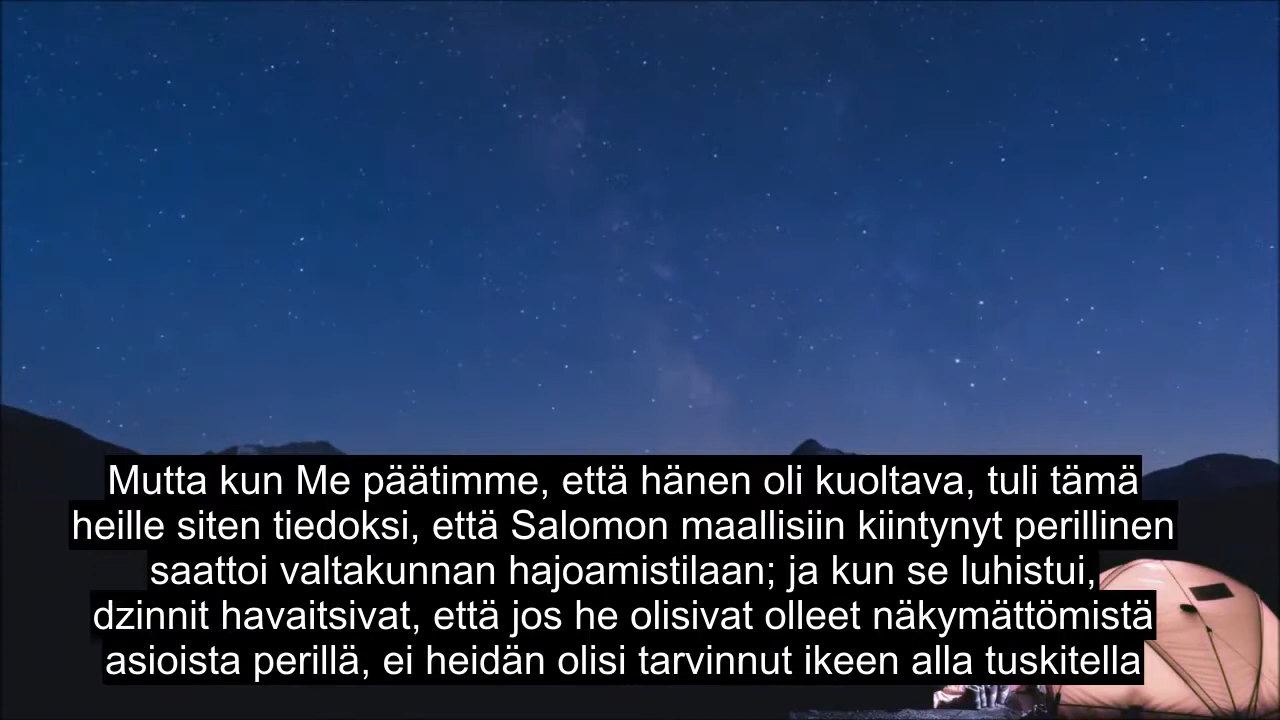 Mutta kun Me päätimme, että hänen oli kuoltava, tuli tämä
heille siten tiedoksi, että Salomon maallisiin kiintynyt perillinen
saattoi valtakunnan hajoamistilaan; ja kun se luhistui,
dzinnit havaitsivat, että jos he olisivat olleet näkymättömistä
asioista perillä, ei heidän olisi tarvinnut ikeen alla tuskitella